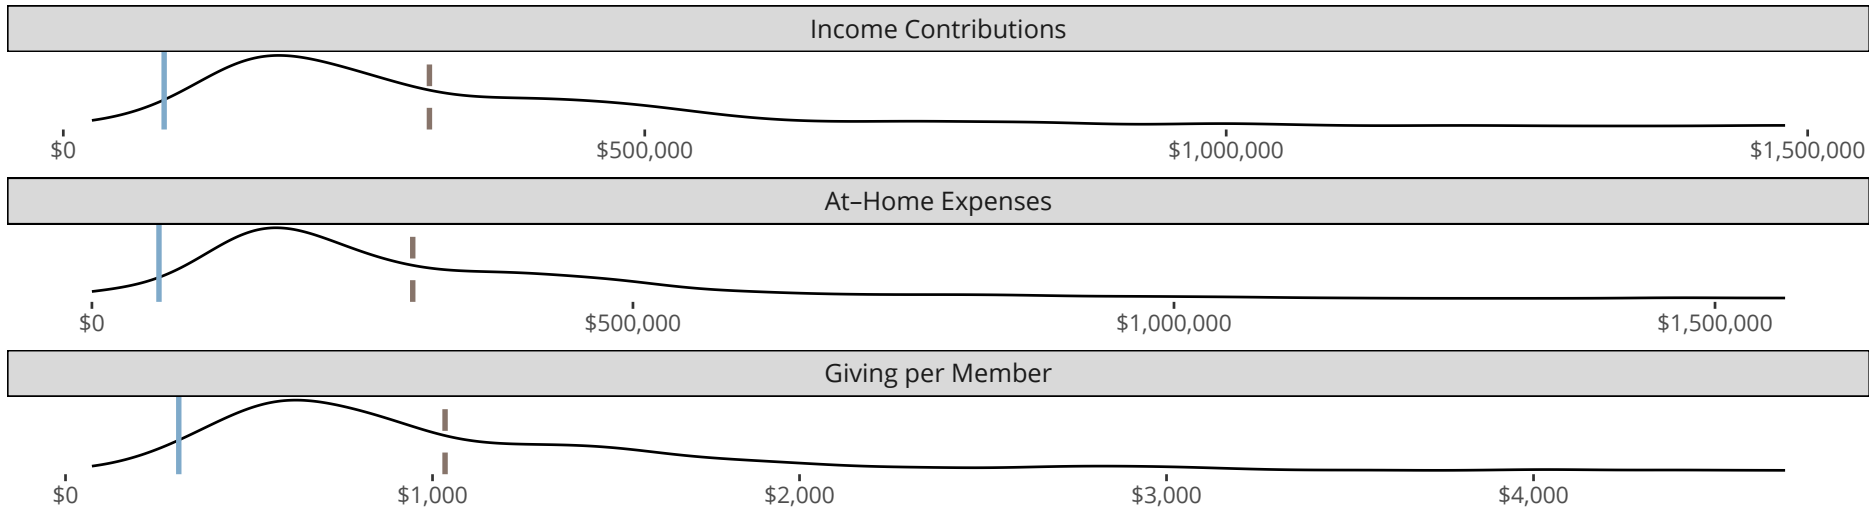 Income Contributions
$0 $500,000 $1,000,000 $1,500,000
At–Home Expenses
$0 $500,000 $1,000,000 $1,500,000
Giving per Member
$0 $1,000 $2,000 $3,000 $4,000